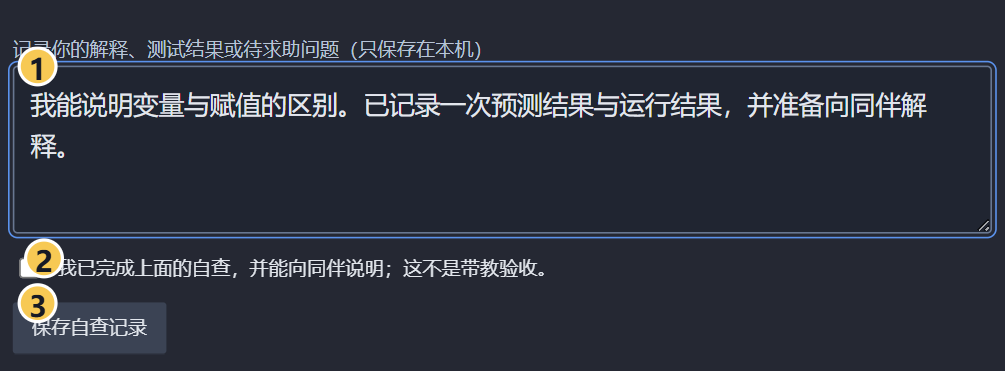 记录你的解释、测试结果或待求助问题（只保存在本机）
1
我能说明变量与赋值的区别。已记录一次预测结果与运行结果，并准备向同伴解
释。
2
我已完成上面的自查，并能向同伴说明；这不是带教验收。
3
保存自查记录